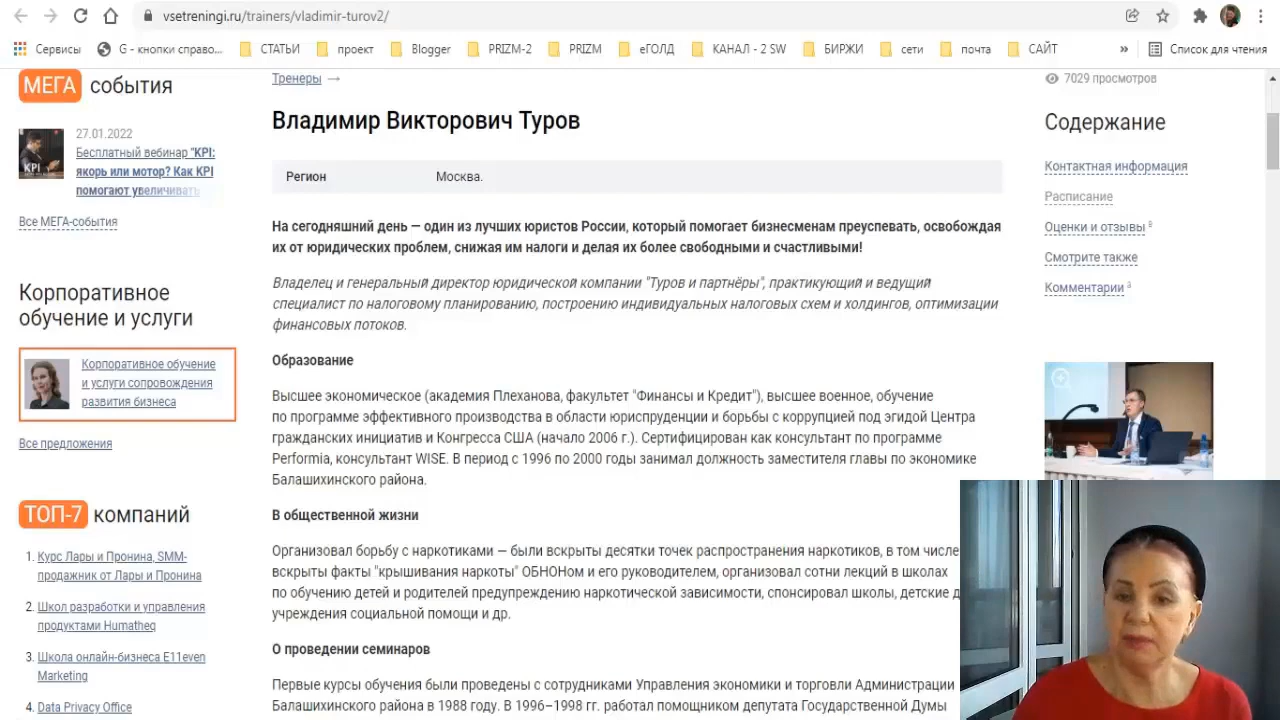 vsetreningi.ru/trainers/vladimir-turov2/
Сервисы
G - кнопки справо...
СТАТЬИ
проект
Blogger
PRIZM-2
PRIZM
еГОЛД
КАНАЛ - 2 SW
БИРЖИ
сети
почта
САЙТ
»
Список для чтения
МЕГА события
27.01.2022
Бесплатный вебинар "KPI:
якорь или мотор? Как KPI
помогают увеличивать
KPI
Все МЕГА-события
Корпоративное
обучение и услуги
Корпоративное обучение
и услуги сопровождения
развития бизнеса
Все предложения
ТОП-7 компаний
1. Курс Лары и Пронина, SMM-
продажник от Лары и Пронина
2. Школа разработки и управления
продуктами Humatheq
3. Школа онлайн-бизнеса E11even
Marketing
4. Data Privacy Office
Тренеры →
Владимир Викторович Туров
Регион Москва.
На сегодняшний день — один из лучших юристов России, который помогает бизнесменам преуспевать, освобождая
их от юридических проблем, снижая им налоги и делая их более свободными и счастливыми!
Владелец и генеральный директор юридической компании "Туров и партнёры", практикующий и ведущий
специалист по налоговому планированию, построению индивидуальных налоговых схем и холдингов, оптимизации
финансовых потоков.
Образование
Высшее экономическое (академия Плеханова, факультет "Финансы и Кредит"), высшее военное, обучение
по программе эффективного производства в области юриспруденции и борьбы с коррупцией под эгидой Центра
гражданских инициатив и Конгресса США (начало 2006 г.). Сертифицирован как консультант по программе
Performia, консультант WISE. В период с 1996 по 2000 годы занимал должность заместителя главы по экономике
Балашихинского района.
В общественной жизни
Организовал борьбу с наркотиками — были вскрыты десятки точек распространения наркотиков, в том числе
вскрыты факты "крышивания наркоты" ОБНОНом и его руководителем, организовал сотни лекций в школах
по обучению детей и родителей предупреждению наркотической зависимости, спонсировал школы, детские д
учреждения социальной помощи и др.
О проведении семинаров
Первые курсы обучения были проведены с сотрудниками Управления экономики и торговли Администрации
Балашихинского района в 1988 году. В 1996–1998 гг. работал помощником депутата Государственной Думы
7029 просмотров
Содержание
Контактная информация
Расписание
Оценки и отзывы
Смотрите также
Комментарии